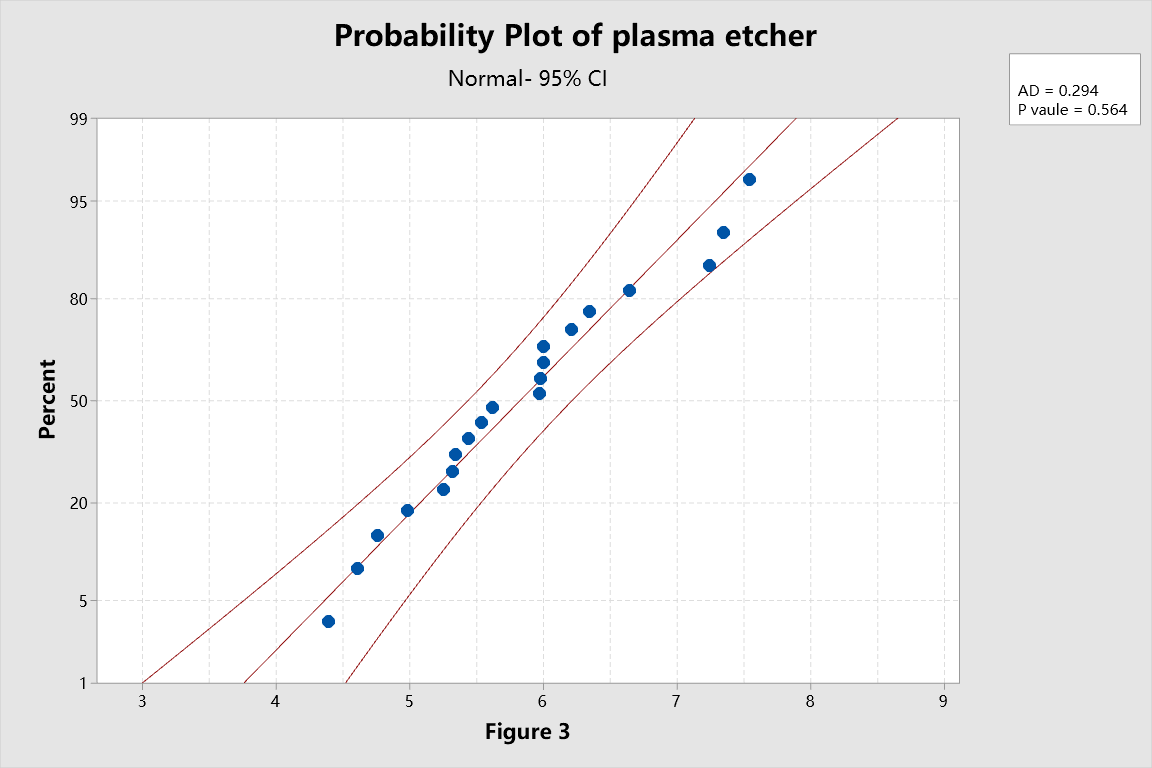 Probability Plot of plasma etcher
Normal- 95% CI
AD = 0.294
P vaule = 0.564
99
95
80
50
20
5
1
Percent
3 4 5 6 7 8 9
Figure 3